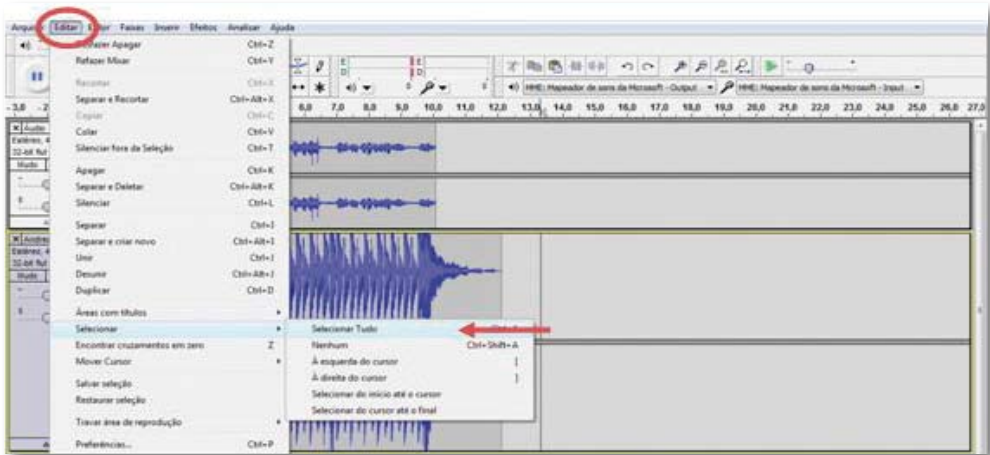 Editar Faixas Inserir Efeitos Analisar Ajuda
Desfazer Apagar Ctrl+Z
Refazer Mixar Ctrl+Y
Recortar Ctrl+X
Separar e Recortar Ctrl+Alt+X
Copiar Ctrl+C
Colar Ctrl+V
Silenciar fora da Seleção Ctrl+T
Apagar Ctrl+K
Separar e Deletar Ctrl+Alt+K
Silenciar Ctrl+L
Separar Ctrl+I
Separar e criar novo Ctrl+Alt+I
Unir Ctrl+J
Desunir Ctrl+Alt+J
Duplicar Ctrl+D
Áreas com títulos
Selecionar
Encontrar cruzamentos em zero Z
Mover Cursor
Salvar seleção
Restaurar seleção
Travar área de reprodução
Preferências... Ctrl+P
Selecionar Tudo
Nenhum Ctrl+Shift+A
À esquerda do cursor [
À direita do cursor ]
Selecionar do início até o cursor
Selecionar do cursor até o final
MME: Mapeador de sons da Microsoft - Output
MME: Mapeador de sons da Microsoft - Input
6,0 7,0 8,0 9,0 10,0 11,0 12,0 13,0 14,0 15,0 16,0 17,0 18,0 19,0 20,0 21,0 22,0 23,0 24,0 25,0 26,0 27,0
Mudo
Mudo